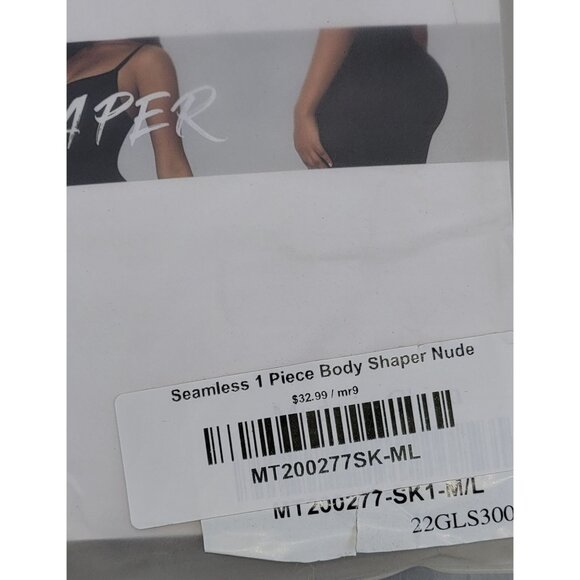 APER
Seamless 1 Piece Body Shaper Nude
$32.99 / mr9
MT200277SK-ML
MT200277-SK1-M/L
22GLS300